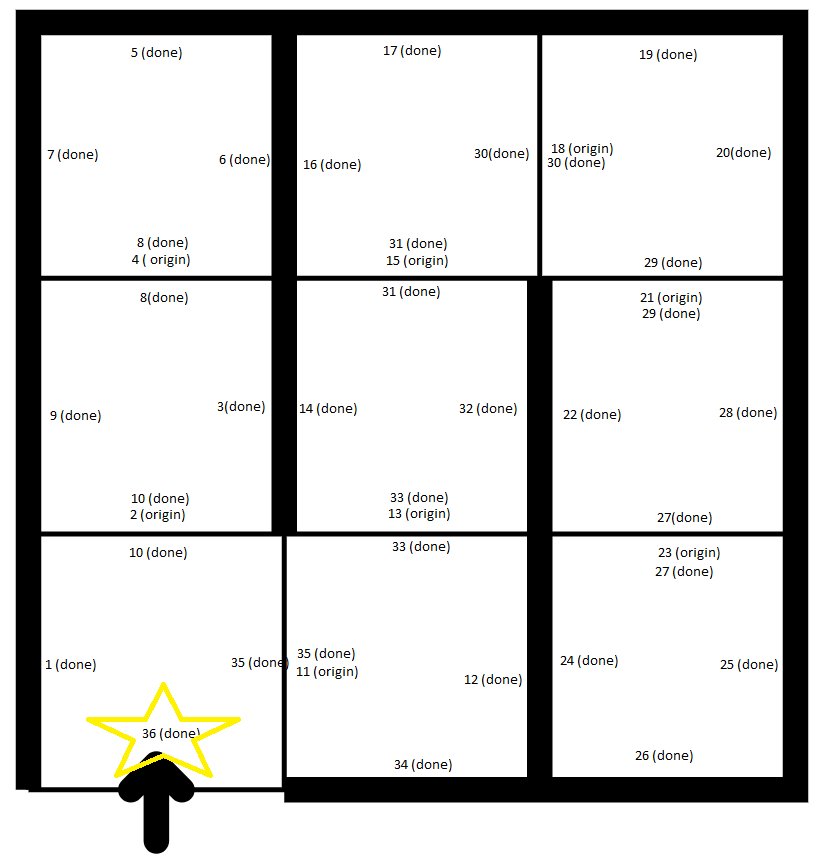 5 (done)
17 (done)
19 (done)
7 (done)
6 (done)
16 (done)
30(done)
18 (origin)
30 (done)
20(done)
8 (done)
4 ( origin)
31 (done)
15 (origin)
29 (done)
8(done)
31 (done)
21 (origin)
29 (done)
9 (done)
3(done)
14 (done)
32 (done)
22 (done)
28 (done)
10 (done)
2 (origin)
33 (done)
13 (origin)
27(done)
10 (done)
33 (done)
23 (origin)
27 (done)
1 (done)
35 (done)
35 (done)
11 (origin)
12 (done)
24 (done)
25 (done)
36 (done)
34 (done)
26 (done)